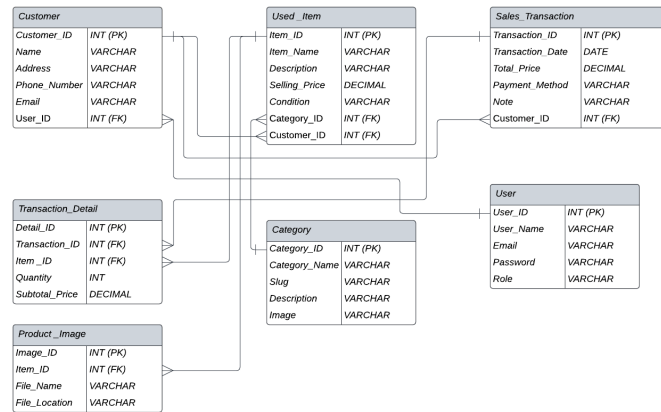 Customer
Customer_ID INT (PK)
Name VARCHAR
Address VARCHAR
Phone_Number VARCHAR
Email VARCHAR
User_ID INT (FK)
Used _Item
Item_ID INT (PK)
Item_Name VARCHAR
Description VARCHAR
Selling_Price DECIMAL
Condition VARCHAR
Category_ID INT (FK)
Customer_ID INT (FK)
Sales_Transaction
Transaction_ID INT (PK)
Transaction_Date DATE
Total_Price DECIMAL
Payment_Method VARCHAR
Note VARCHAR
Customer_ID INT (FK)
Transaction_Detail
Detail_ID INT (PK)
Transaction_ID INT (FK)
Item _ID INT (FK)
Quantity INT
Subtotal_Price DECIMAL
Category
Category_ID INT (PK)
Category_Name VARCHAR
Slug VARCHAR
Description VARCHAR
Image VARCHAR
User
User_ID INT (PK)
User_Name VARCHAR
Email VARCHAR
Password VARCHAR
Role VARCHAR
Product _Image
Image_ID INT (PK)
Item_ID INT (FK)
File_Name VARCHAR
File_Location VARCHAR